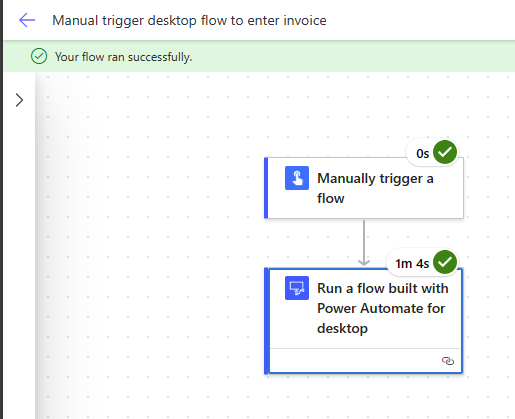 Manual trigger desktop flow to enter invoice
Your flow ran successfully.
0s
Manually trigger a
flow
1m 4s
Run a flow built with
Power Automate for
desktop